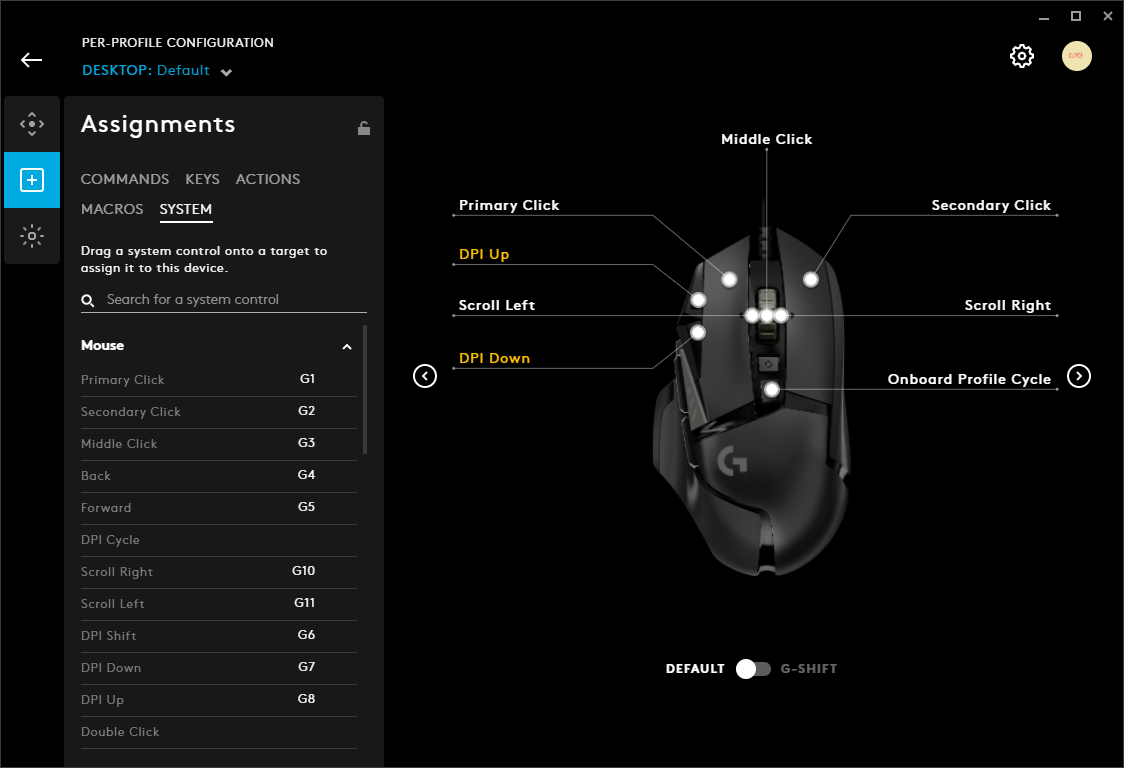 PER-PROFILE CONFIGURATION
DESKTOP: Default
Assignments
COMMANDS KEYS ACTIONS
MACROS SYSTEM
Drag a system control onto a target to
assign it to this device.
Search for a system control
Mouse
Primary Click G1
Secondary Click G2
Middle Click G3
Back G4
Forward G5
DPI Cycle
Scroll Right G10
Scroll Left G11
DPI Shift G6
DPI Down G7
DPI Up G8
Double Click
Middle Click
Primary Click
Secondary Click
DPI Up
Scroll Left
Scroll Right
DPI Down
Onboard Profile Cycle
DEFAULT G-SHIFT